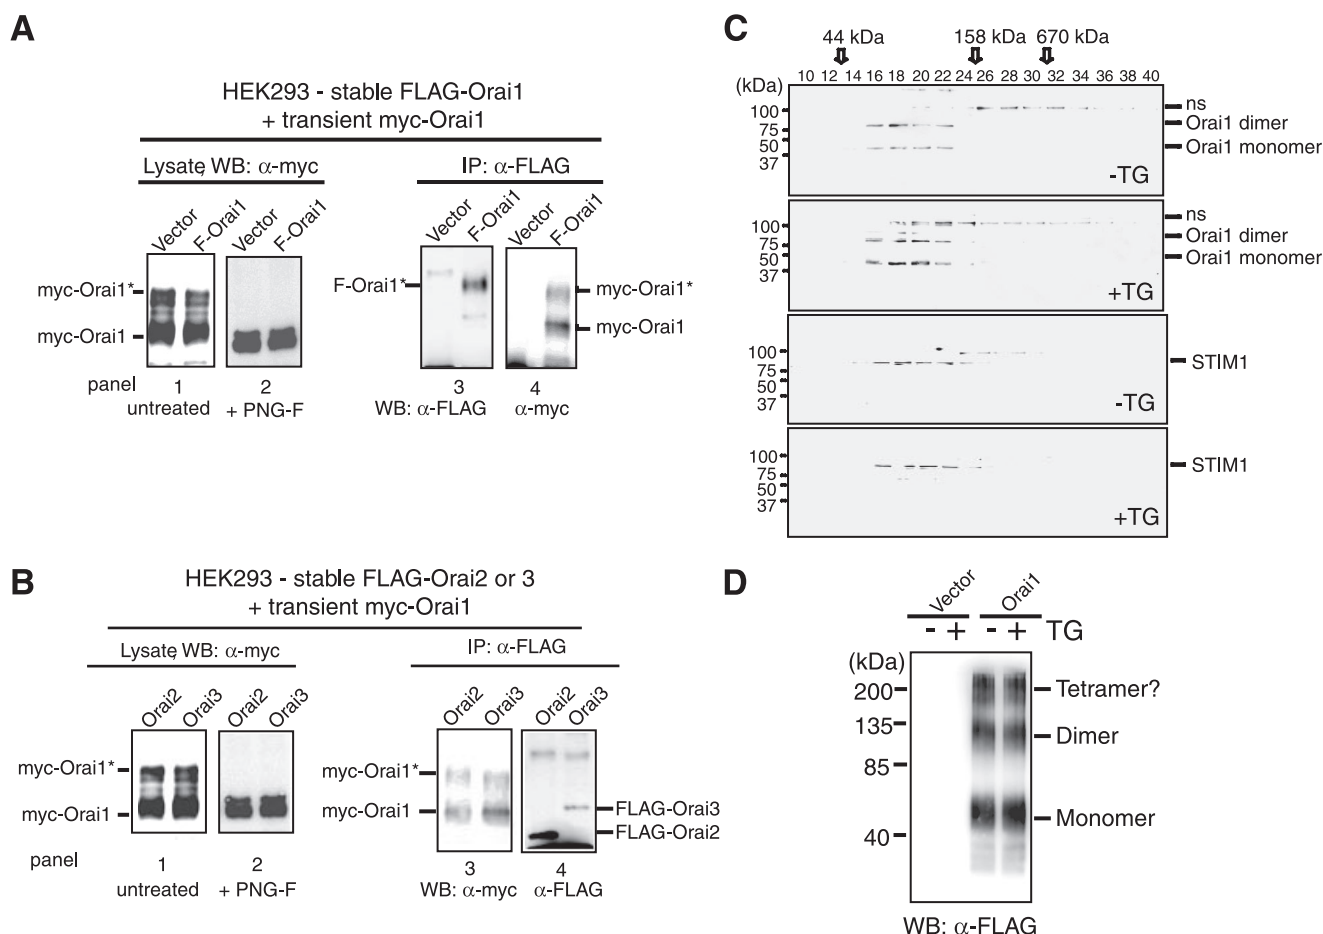 A
HEK293 - stable FLAG-Orai1
+ transient myc-Orai1
Lysate, WB: α-myc
IP: α-FLAG
Vector
F-Orai1
Vector
F-Orai1
Vector
F-Orai1
Vector
F-Orai1
myc-Orai1*
myc-Orai1
F-Orai1*
myc-Orai1*
myc-Orai1
panel
1
2
3
4
untreated
+ PNG-F
WB: α-FLAG
α-myc
B
HEK293 - stable FLAG-Orai2 or 3
+ transient myc-Orai1
Lysate, WB: α-myc
IP: α-FLAG
Orai2
Orai3
Orai2
Orai3
Orai2
Orai3
Orai2
Orai3
myc-Orai1*
myc-Orai1
myc-Orai1*
myc-Orai1
FLAG-Orai3
FLAG-Orai2
panel
1
2
3
4
untreated
+ PNG-F
WB: α-myc
α-FLAG
C
44 kDa
158 kDa
670 kDa
(kDa)
10 12 14 16 18 20 22 24 26 28 30 32 34 36 38 40
100
75
50
37
ns
Orai1 dimer
Orai1 monomer
-TG
100
75
50
37
ns
Orai1 dimer
Orai1 monomer
+TG
100
75
50
37
STIM1
-TG
100
75
50
37
STIM1
+TG
D
Vector
Orai1
- + - + TG
(kDa)
200
135
85
40
Tetramer?
Dimer
Monomer
WB: α-FLAG